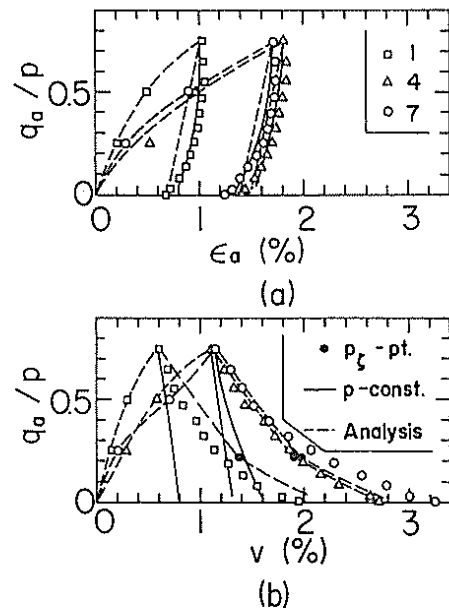 (a)
q_a / p
0.5
0
□ 1
△ 4
○ 7
0 1 2 3
ϵ_a (%)
(a)
q_a / p
0.5
0
● p_ζ - pt.
— p-const.
--- Analysis
0 1 2 3
v (%)
(b)